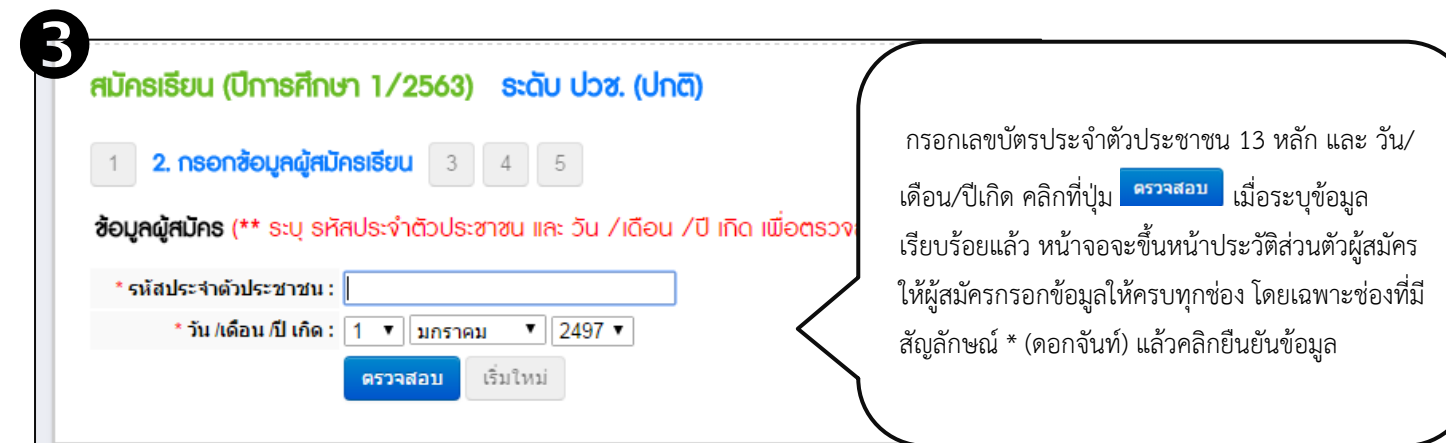 3
สมัครเรียน (ปีการศึกษา 1/2563) ระดับ ปวช. (ปกติ)
1 2. กรอกข้อมูลผู้สมัครเรียน 3 4 5
ข้อมูลผู้สมัคร (** ระบุ รหัสประจำตัวประชาชน และ วัน /เดือน /ปี เกิด
* รหัสประจำตัวประชาชน :
* วัน /เดือน /ปี เกิด : 1 มกราคม 2497
ตรวจสอบ เริ่มใหม่
กรอกเลขบัตรประจำตัวประชาชน 13 หลัก และ วัน/
เดือน/ปีเกิด คลิกที่ปุ่ม ตรวจสอบ เมื่อระบุข้อมูล
เรียบร้อยแล้ว หน้าจอจะขึ้นหน้าประวัติส่วนตัวผู้สมัคร
ให้ผู้สมัครกรอกข้อมูลให้ครบทุกช่อง โดยเฉพาะช่องที่มี
สัญลักษณ์ * (ดอกจันท์) แล้วคลิกยืนยันข้อมูล